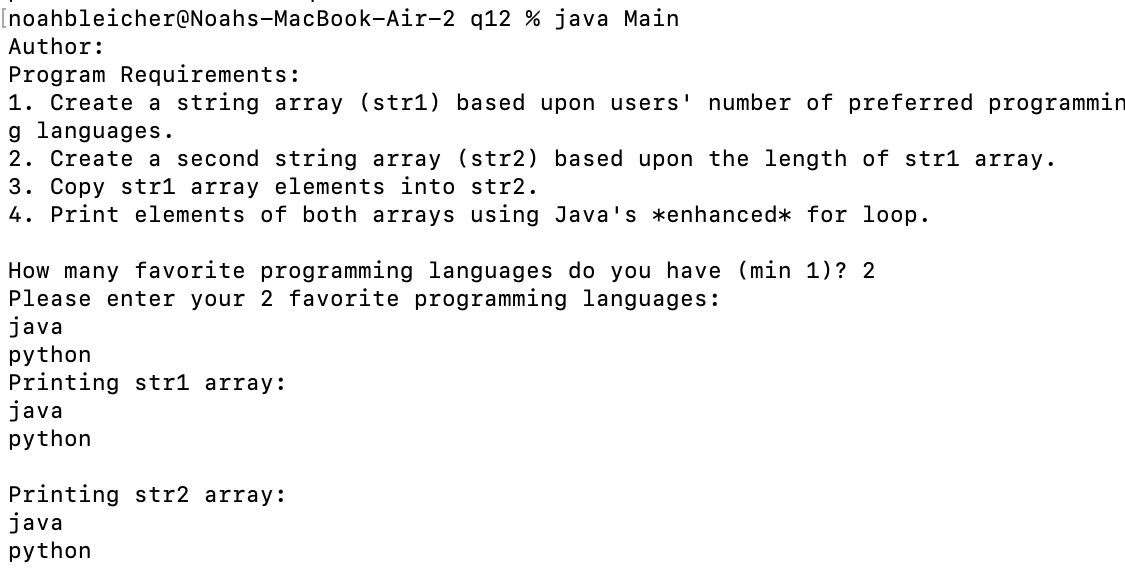 [noahbleicher@Noahs-MacBook-Air-2 q12 % java Main
Author:
Program Requirements:
1. Create a string array (str1) based upon users' number of preferred programmin
g languages.
2. Create a second string array (str2) based upon the length of str1 array.
3. Copy str1 array elements into str2.
4. Print elements of both arrays using Java's *enhanced* for loop.

How many favorite programming languages do you have (min 1)? 2
Please enter your 2 favorite programming languages:
java
python
Printing str1 array:
java
python

Printing str2 array:
java
python